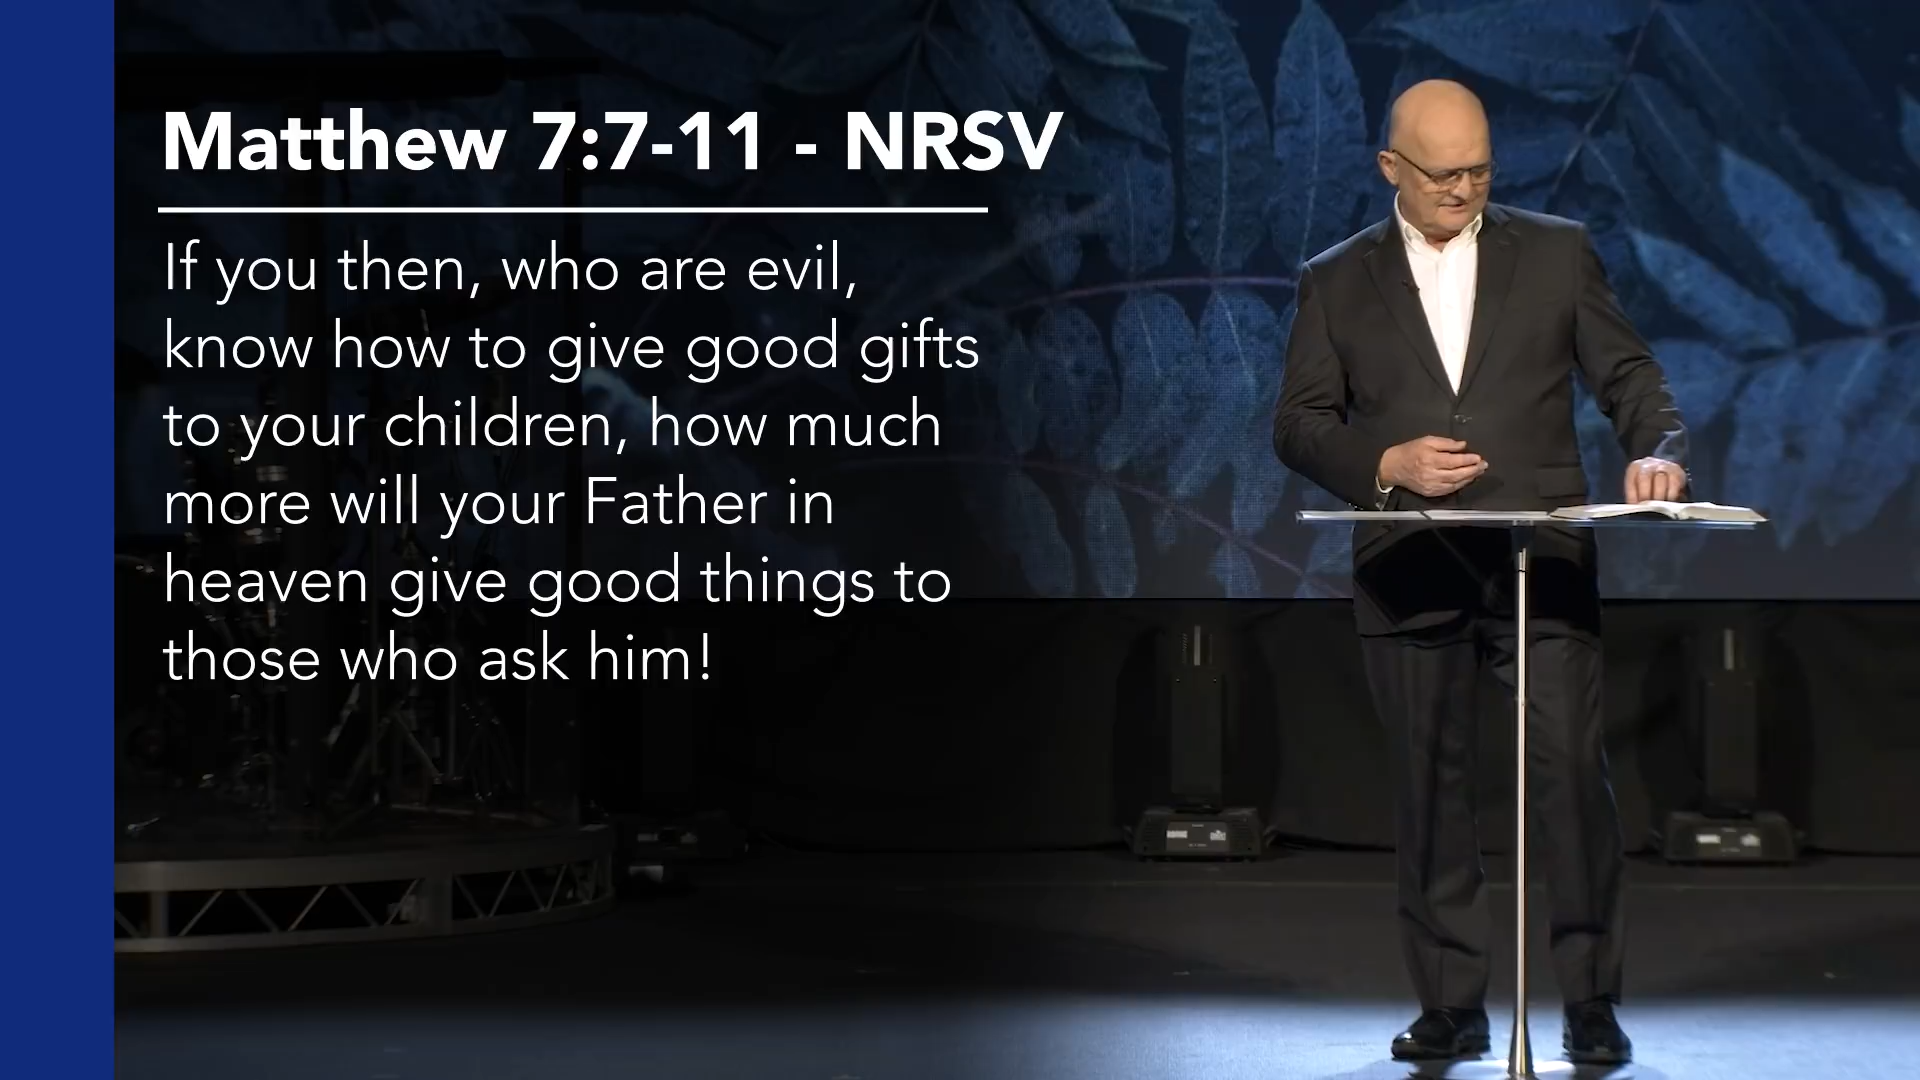 Matthew 7:7-11 - NRSV
If you then, who are evil,
know how to give good gifts
to your children, how much
more will your Father in
heaven give good things to
those who ask him!